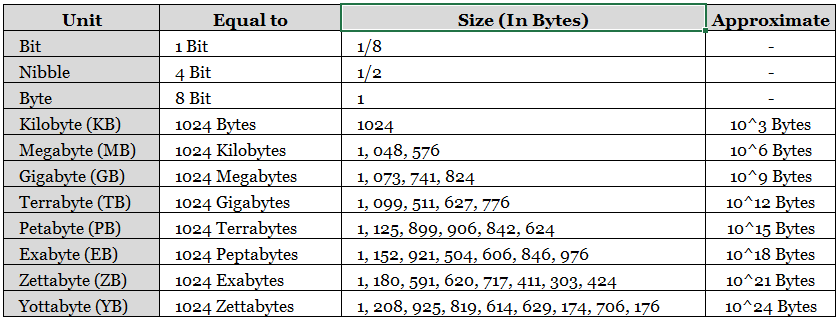 Unit Equal to Size (In Bytes) Approximate
Bit 1 Bit 1/8 -
Nibble 4 Bit 1/2 -
Byte 8 Bit 1 -
Kilobyte (KB) 1024 Bytes 1024 10^3 Bytes
Megabyte (MB) 1024 Kilobytes 1, 048, 576 10^6 Bytes
Gigabyte (GB) 1024 Megabytes 1, 073, 741, 824 10^9 Bytes
Terrabyte (TB) 1024 Gigabytes 1, 099, 511, 627, 776 10^12 Bytes
Petabyte (PB) 1024 Terrabytes 1, 125, 899, 906, 842, 624 10^15 Bytes
Exabyte (EB) 1024 Peptabytes 1, 152, 921, 504, 606, 846, 976 10^18 Bytes
Zettabyte (ZB) 1024 Exabytes 1, 180, 591, 620, 717, 411, 303, 424 10^21 Bytes
Yottabyte (YB) 1024 Zettabytes 1, 208, 925, 819, 614, 629, 174, 706, 176 10^24 Bytes